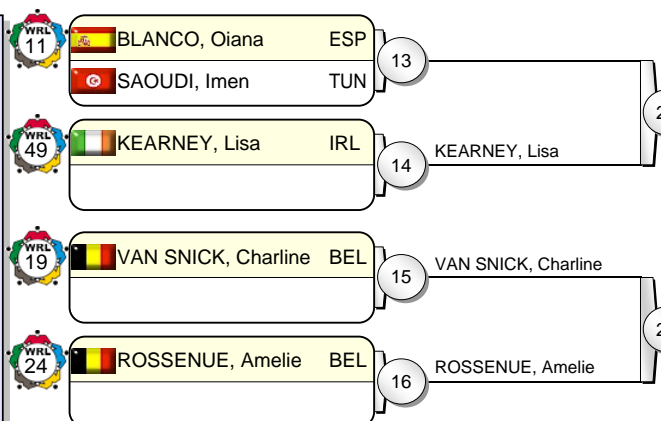 WRL 11 BLANCO, Oiana ESP
13
SAOUDI, Imen TUN
WRL 49 KEARNEY, Lisa IRL
14 KEARNEY, Lisa
WRL 19 VAN SNICK, Charline BEL
15 VAN SNICK, Charline
WRL 24 ROSSENUE, Amelie BEL
16 ROSSENUE, Amelie